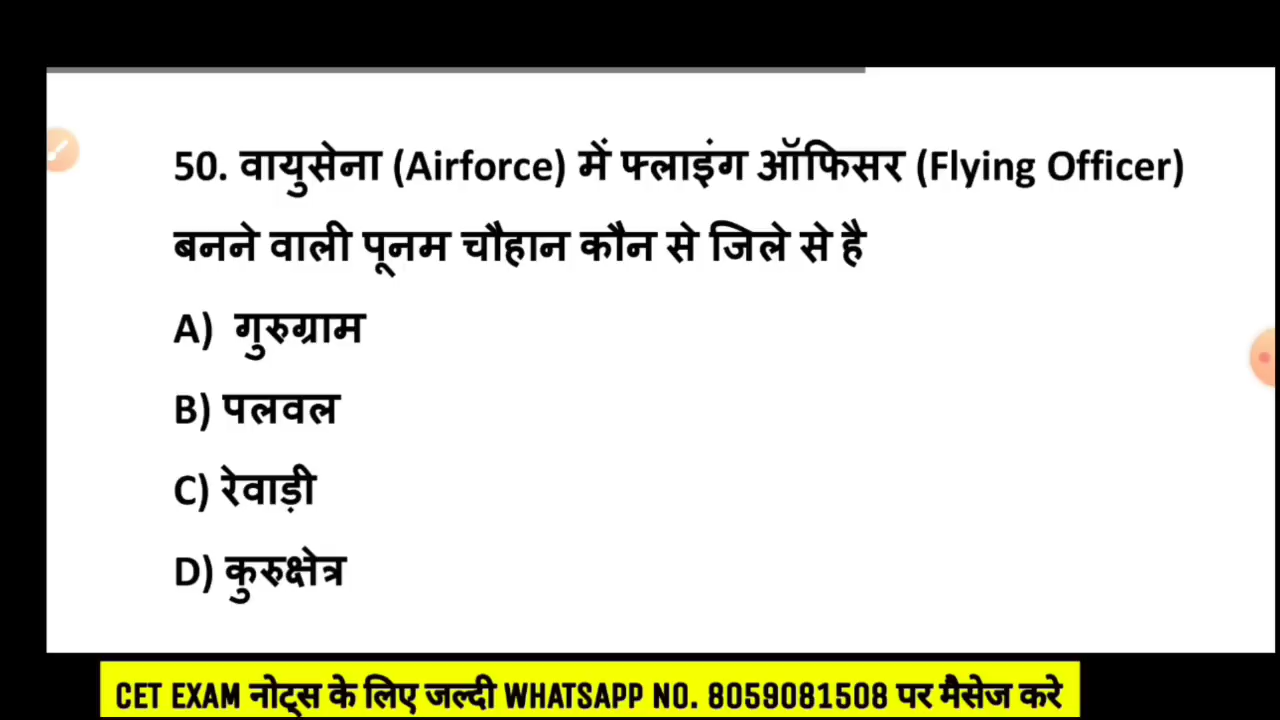 50. वायुसेना (Airforce) में फ्लाइंग ऑफिसर (Flying Officer)
बनने वाली पूनम चौहान कौन से जिले से है
A) गुरुग्राम
B) पलवल
C) रेवाड़ी
D) कुरुक्षेत्र
CET EXAM नोट्स के लिए जल्दी WHATSAPP NO. 8059081508 पर मैसेज करे